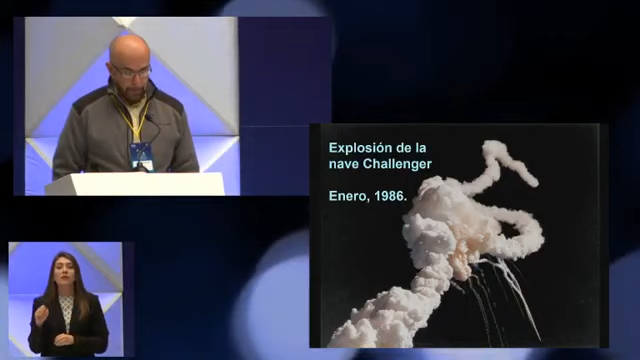 Explosión de la
nave Challenger
Enero, 1986.